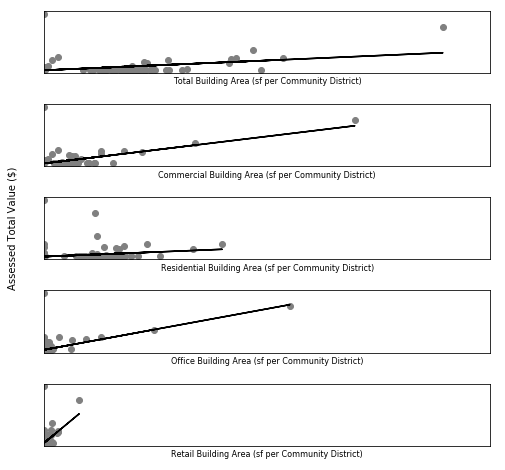 Total Building Area (sf per Community District)
Commercial Building Area (sf per Community District)
Assessed Total Value ($)
Residential Building Area (sf per Community District)
Office Building Area (sf per Community District)
Retail Building Area (sf per Community District)